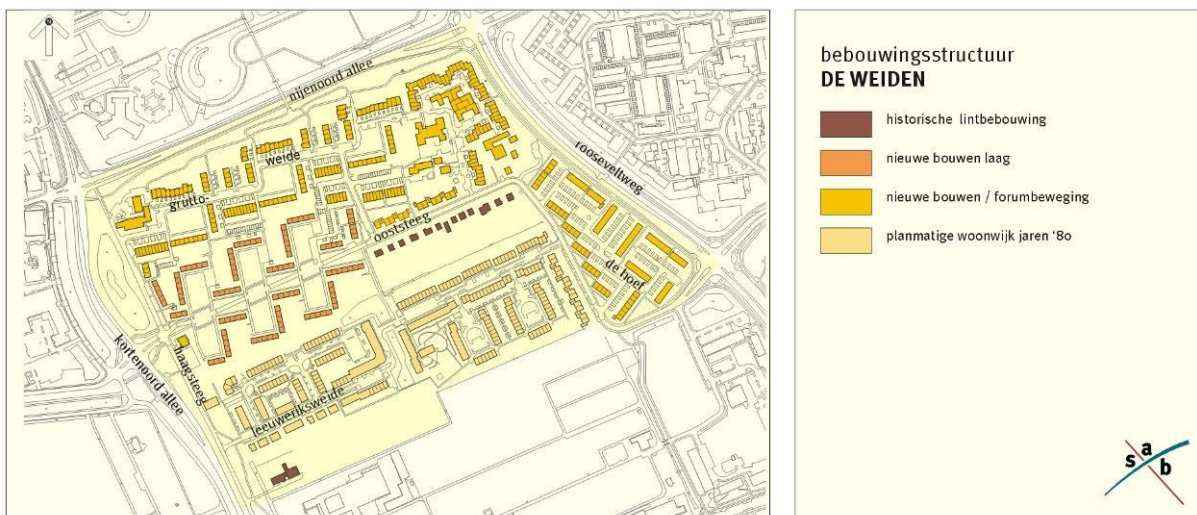 N
nijenoord allee
weide
grutto-
rooseveltweg
ooststeeg
de hoef
haagsteeg
kortenoord allee
leeuweriksweide
bebouwingsstructuur
DE WEIDEN
historische lintbebouwing
nieuwe bouwen laag
nieuwe bouwen / forumbeweging
planmatige woonwijk jaren '80
s a b